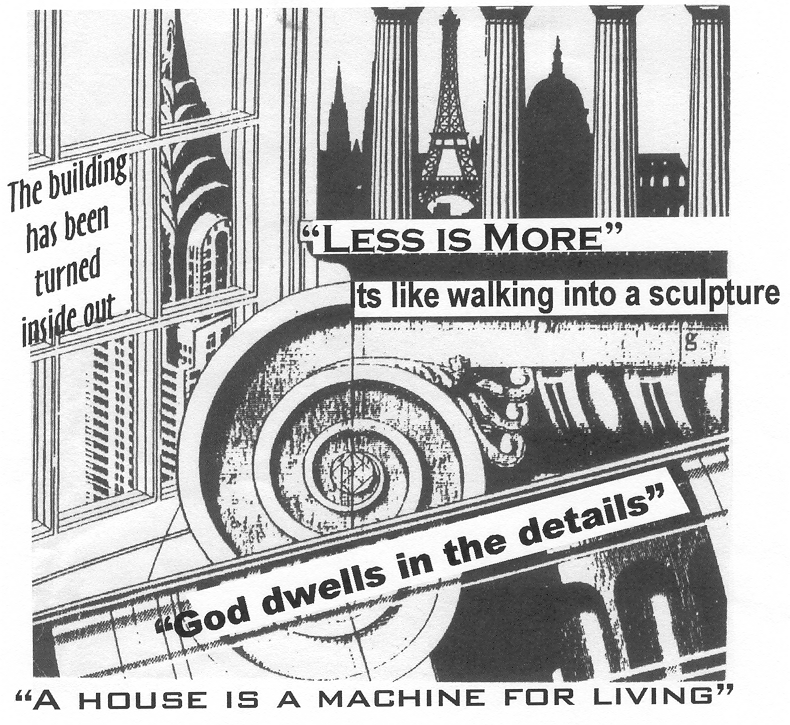 The building
has been
turned
inside out
“LESS IS MORE”
Its like walking into a sculpture
g
“God dwells in the details”
“A HOUSE IS A MACHINE FOR LIVING”